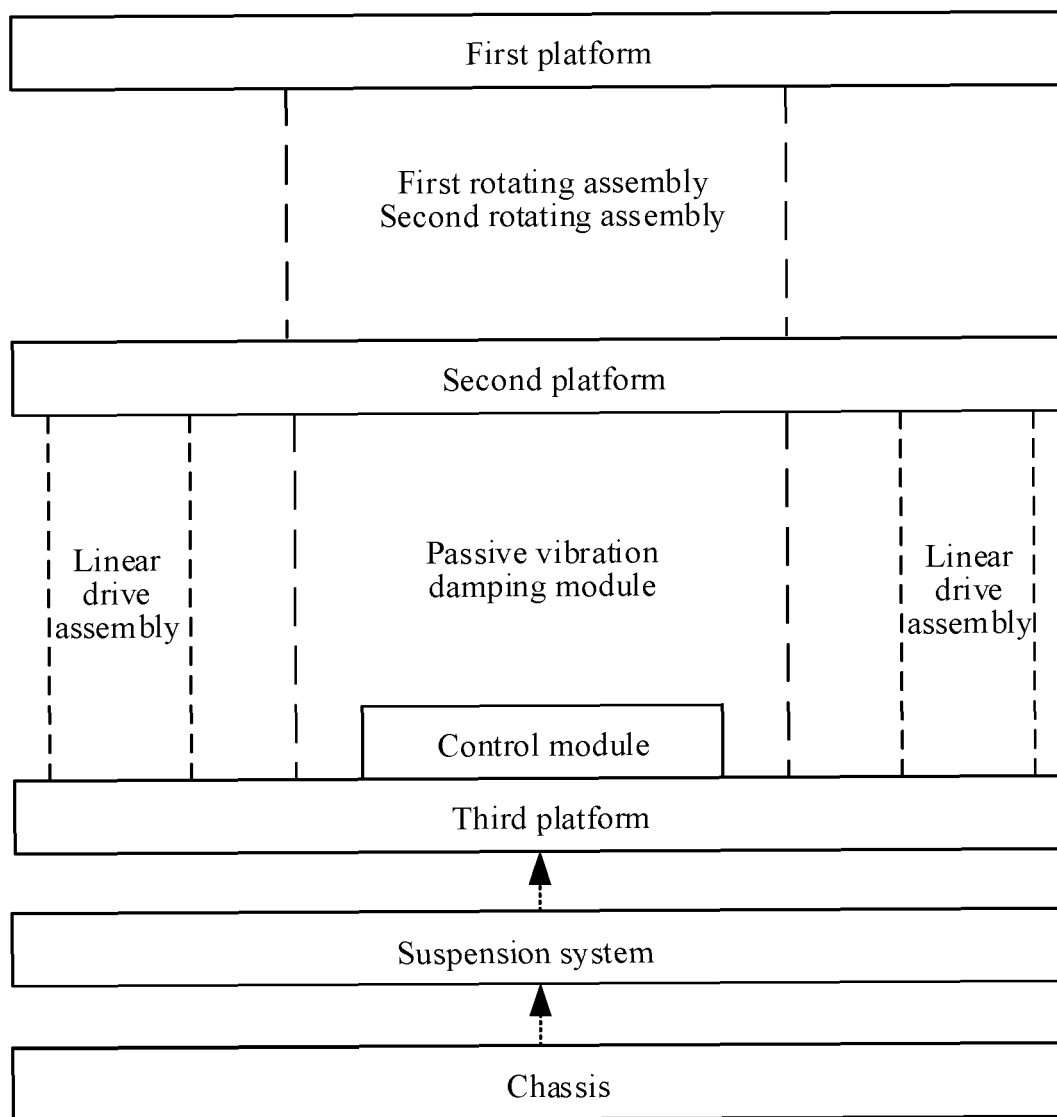 First platform
First rotating assembly
Second rotating assembly
Second platform
Linear
drive
assembly
Passive vibration
damping module
Linear
drive
assembly
Control module
Third platform
Suspension system
Chassis